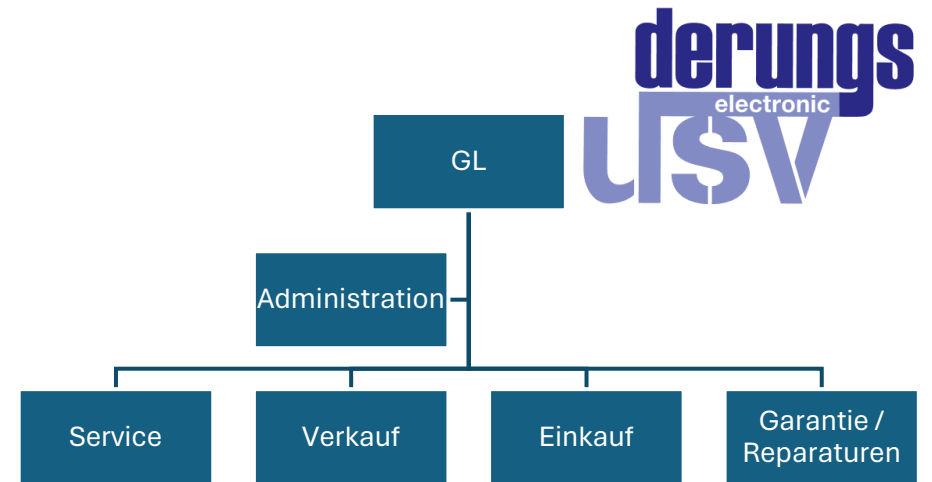 derungs
electronic
usv
GL
Administration
Service
Verkauf
Einkauf
Garantie /
Reparaturen